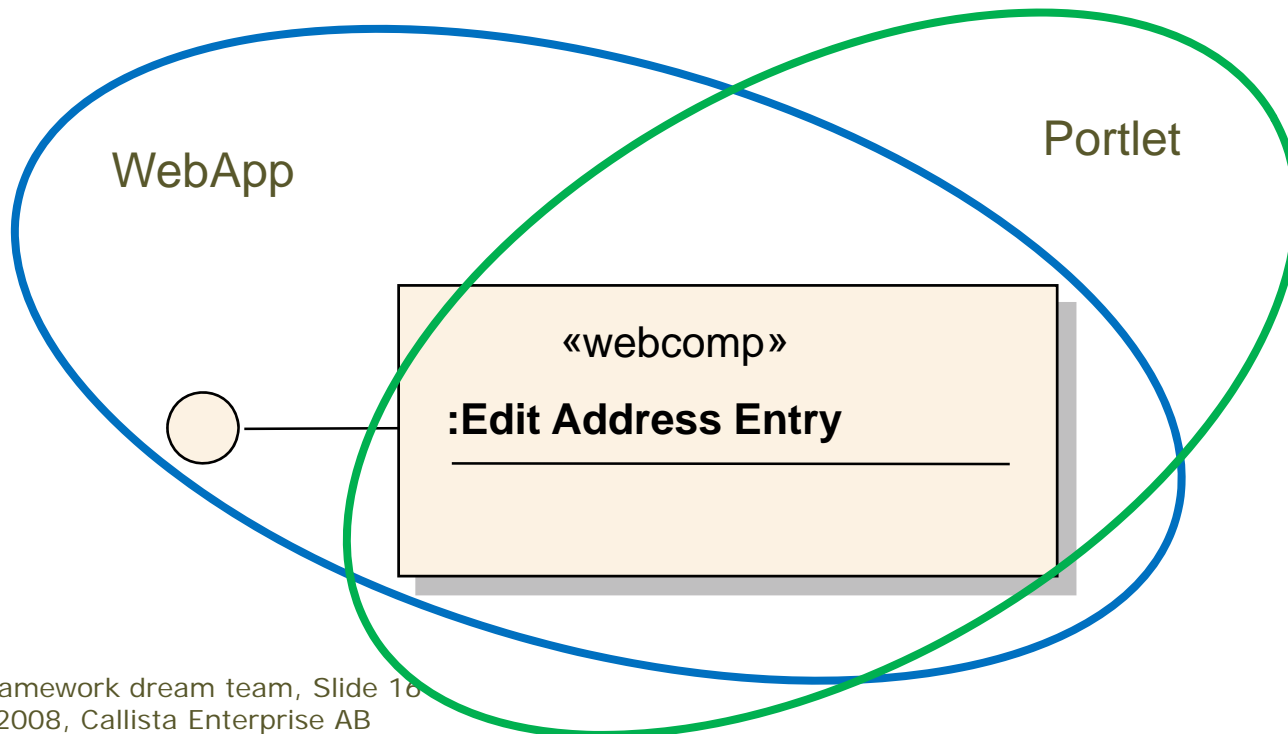 WebApp
Portlet
«webcomp»
:Edit Address Entry
amework dream team, Slide 16
2008, Callista Enterprise AB